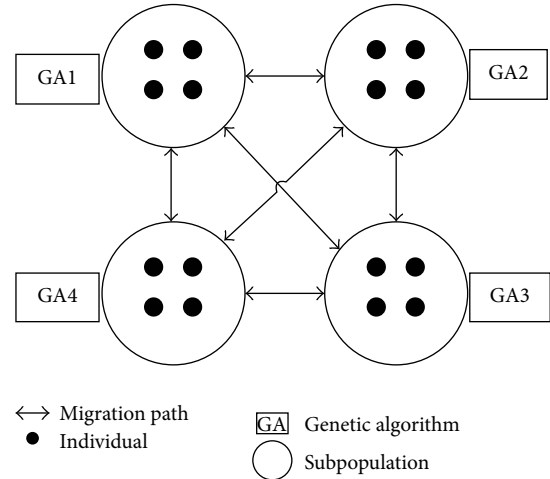 GA1
GA2
GA4
GA3
Migration path
Individual
GA Genetic algorithm
Subpopulation